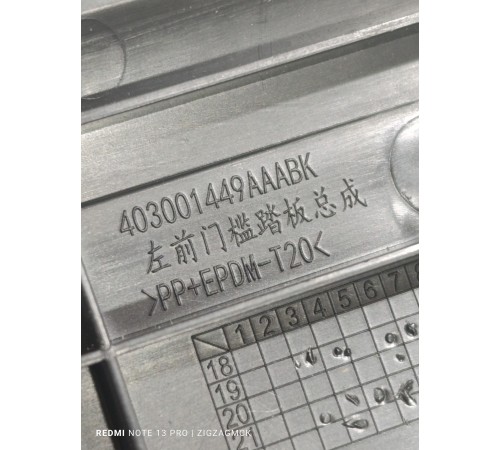 403001449AAABK
左前门槛踏板总成
>PP+EPDM-T20<
1 2 3 4 5 6 7 8
18
19
20
21
REDMI NOTE 13 PRO | ZIGZAGMUK